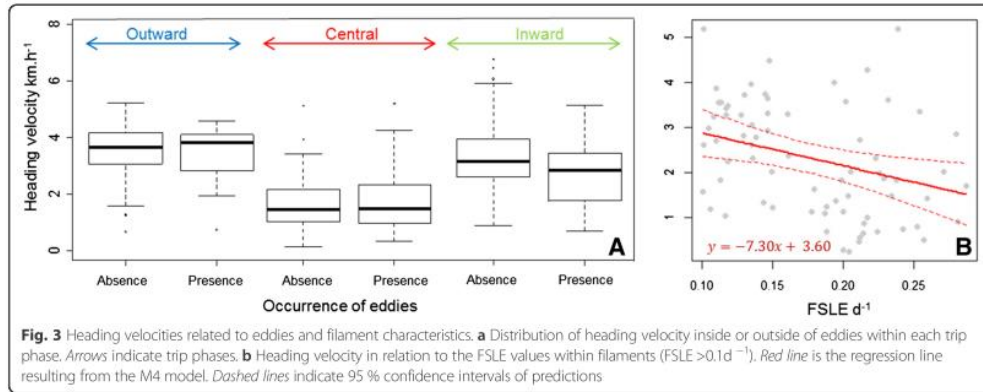 Outward
Central
Inward
8
6
4
2
0
Heading velocity km.h-1
A
Absence
Presence
Absence
Presence
Absence
Presence
Occurrence of eddies
5
4
3
2
1
y = −7.30x + 3.60
B
0.10
0.15
0.20
0.25
FSLE d-1
Fig. 3 Heading velocities related to eddies and filament characteristics. a Distribution of heading velocity inside or outside of eddies within each trip
phase. Arrows indicate trip phases. b Heading velocity in relation to the FSLE values within filaments (FSLE >0.1d −1). Red line is the regression line
resulting from the M4 model. Dashed lines indicate 95 % confidence intervals of predictions